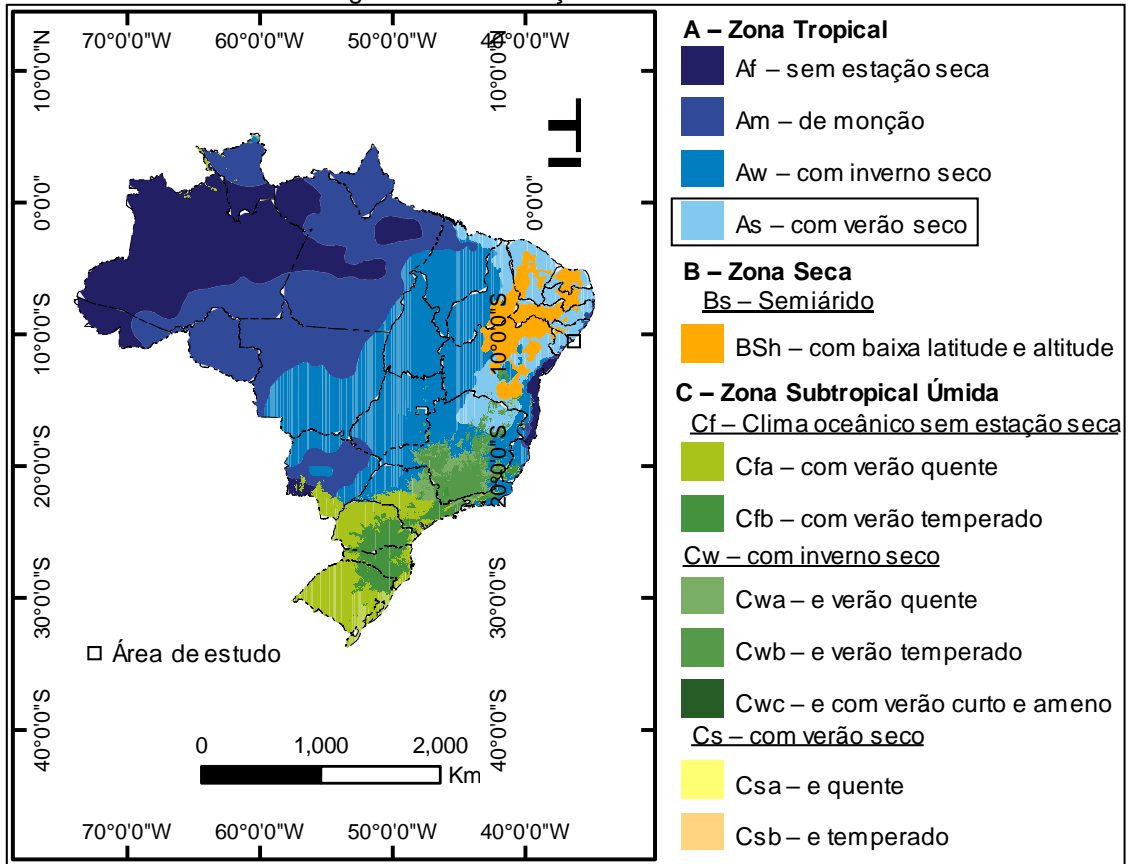 70°0'0"W 60°0'0"W 50°0'0"W 40°0'0"W
10°0'0"N
10°0'0"N
0°0'0"
0°0'0"
10°0'0"S
10°0'0"S
20°0'0"S
20°0'0"S
30°0'0"S
30°0'0"S
40°0'0"S
40°0'0"S
Área de estudo
0 1,000 2,000
Km
70°0'0"W 60°0'0"W 50°0'0"W 40°0'0"W
A – Zona Tropical
Af – sem estação seca
Am – de monção
Aw – com inverno seco
As – com verão seco
B – Zona Seca
Bs – Semiárido
BSh – com baixa latitude e altitude
C – Zona Subtropical Úmida
Cf – Clima oceânico sem estação seca
Cfa – com verão quente
Cfb – com verão temperado
Cw – com inverno seco
Cwa – e verão quente
Cwb – e verão temperado
Cwc – e com verão curto e ameno
Cs – com verão seco
Csa – e quente
Csb – e temperado